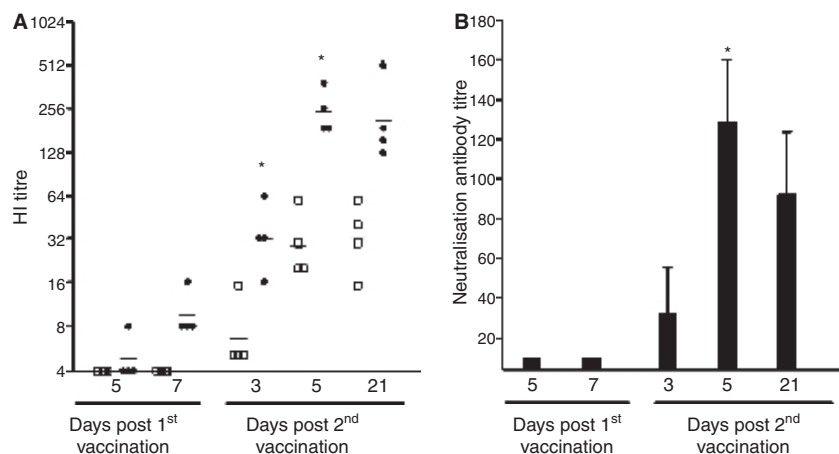 A
HI titre
1024
512
256
128
64
32
16
8
4
*
*
5 7 3 5 21
Days post 1st vaccination
Days post 2nd vaccination
B
Neutralisation antibody titre
180
160
140
120
100
80
60
40
20
*
5 7 3 5 21
Days post 1st vaccination
Days post 2nd vaccination